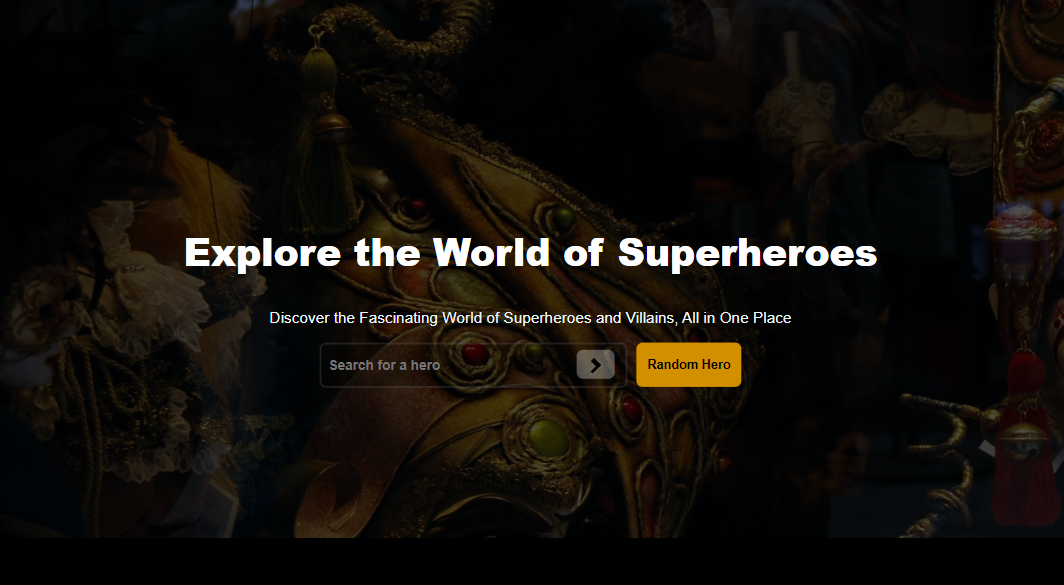 Explore the World of Superheroes
Discover the Fascinating World of Superheroes and Villains, All in One Place
Search for a hero
Random Hero